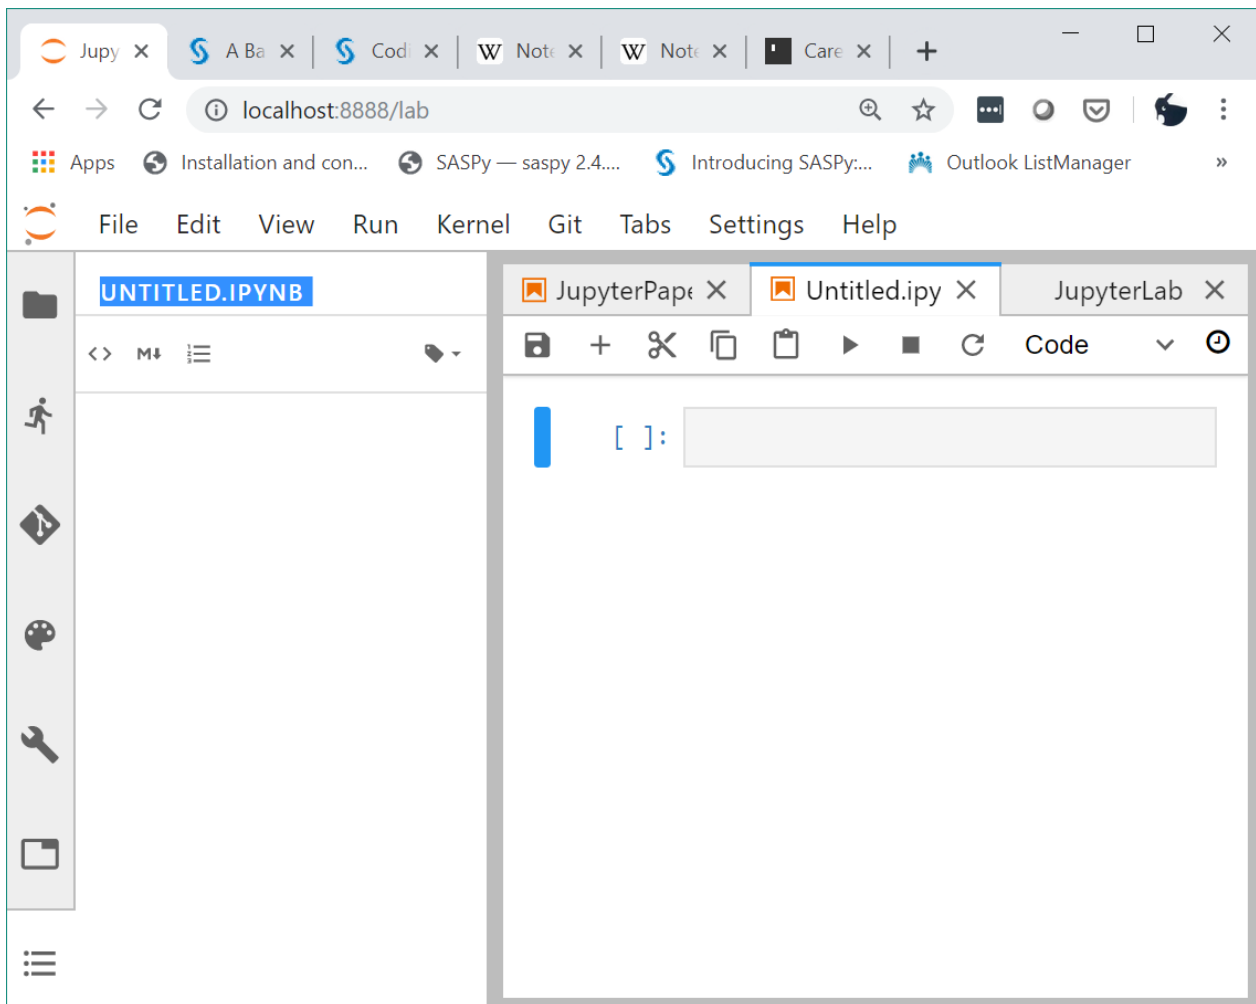 Jupy A Ba Codi Note Note Care
localhost:8888/lab
Apps Installation and con... SASPy — saspy 2.4.... Introducing SASPy:... Outlook ListManager »
File Edit View Run Kernel Git Tabs Settings Help
UNTITLED.IPYNB
JupyterPape Untitled.ipy JupyterLab
<> M↓
Code
[ ]: